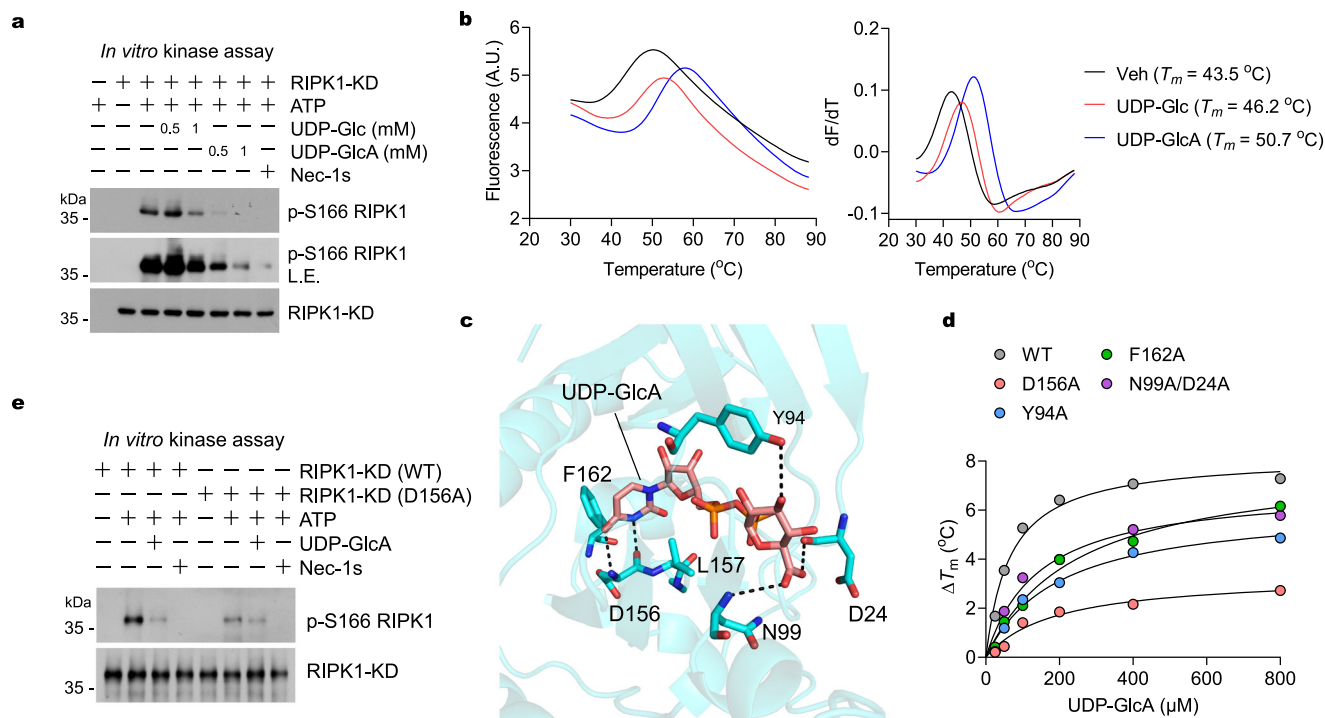 a
In vitro kinase assay
− + + + + + + + RIPK1-KD
+ − + + + + + + ATP
− − − 0.5 1 − − − UDP-Glc (mM)
− − − − − 0.5 1 − UDP-GlcA (mM)
− − − − − − − + Nec-1s
kDa
35 - p-S166 RIPK1
35 - p-S166 RIPK1
L.E.
35 - RIPK1-KD
b
Fluorescence (A.U.)
6
5
4
3
2
20 30 40 50 60 70 80 90
Temperature (°C)
dF/dT
0.2
0.1
0.0
-0.1
20 30 40 50 60 70 80 90
Temperature (°C)
Veh (Tm = 43.5 °C)
UDP-Glc (Tm = 46.2 °C)
UDP-GlcA (Tm = 50.7 °C)
c
UDP-GlcA
Y94
F162
L157
D156
N99
D24
d
WT
D156A
Y94A
F162A
N99A/D24A
ΔTm (°C)
8
6
4
2
0
0 200 400 600 800
UDP-GlcA (µM)
e
In vitro kinase assay
+ + + + − − − − RIPK1-KD (WT)
− − − − + + + + RIPK1-KD (D156A)
− + + + − + + + ATP
− − + − − − + − UDP-GlcA
− − − + − − − + Nec-1s
kDa
35 - p-S166 RIPK1
35 - RIPK1-KD